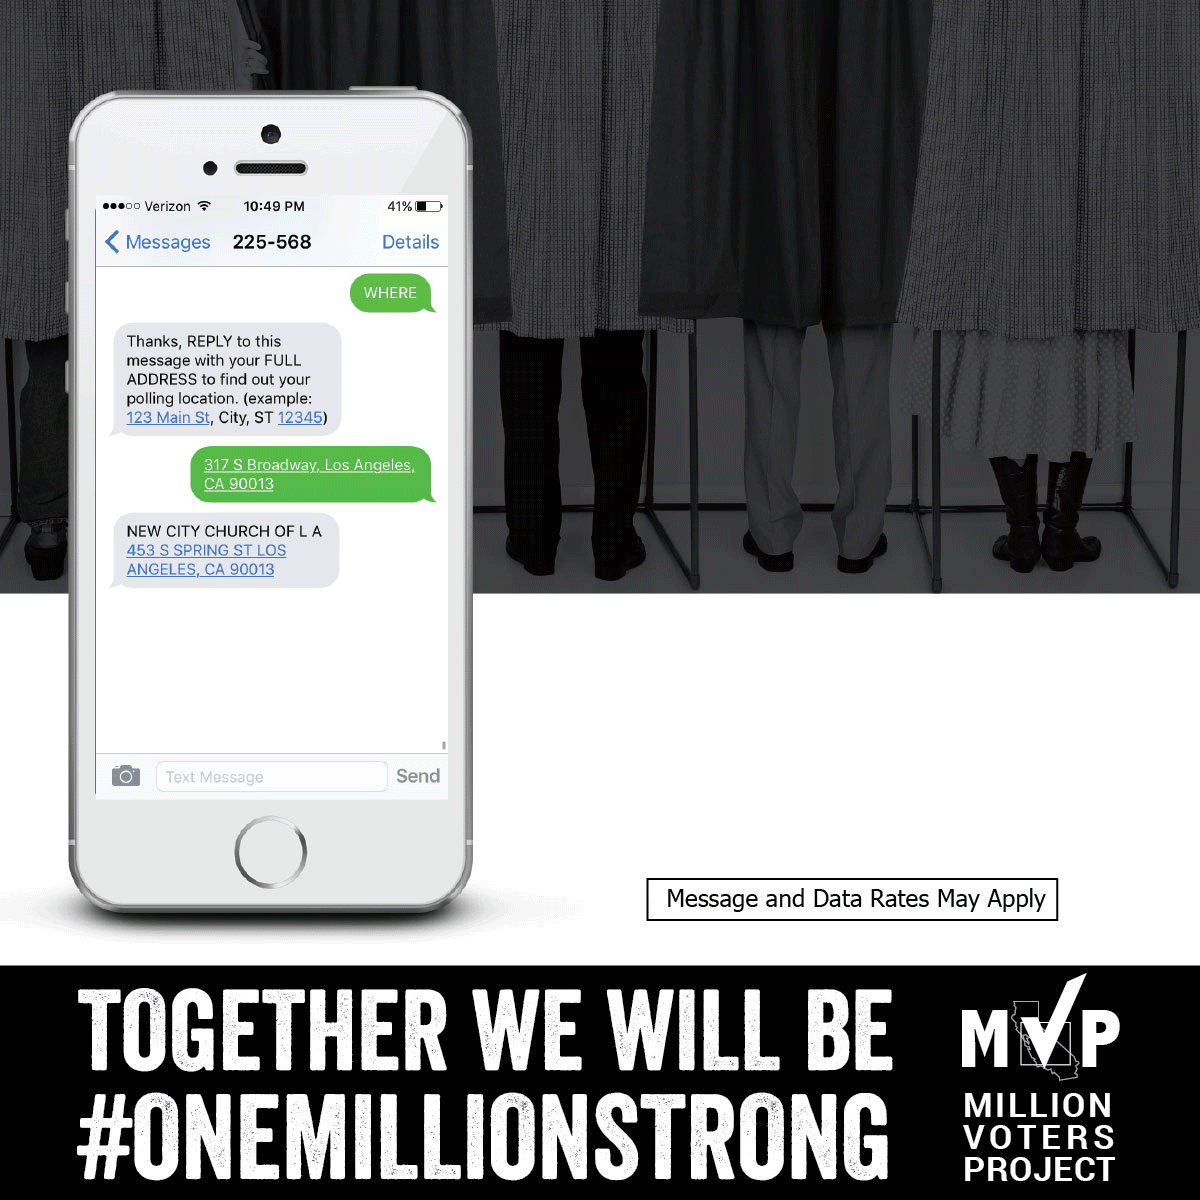 Verizon 10:49 PM 41%
Messages 225-568 Details
WHERE
Thanks, REPLY to this
message with your FULL
ADDRESS to find out your
polling location. (example:
123 Main St, City, ST 12345)
317 S Broadway, Los Angeles,
CA 90013
NEW CITY CHURCH OF L A
453 S SPRING ST LOS
ANGELES, CA 90013
Text Message Send
Message and Data Rates May Apply
TOGETHER WE WILL BE
#ONEMILLIONSTRONG
MVP
MILLION
VOTERS
PROJECT